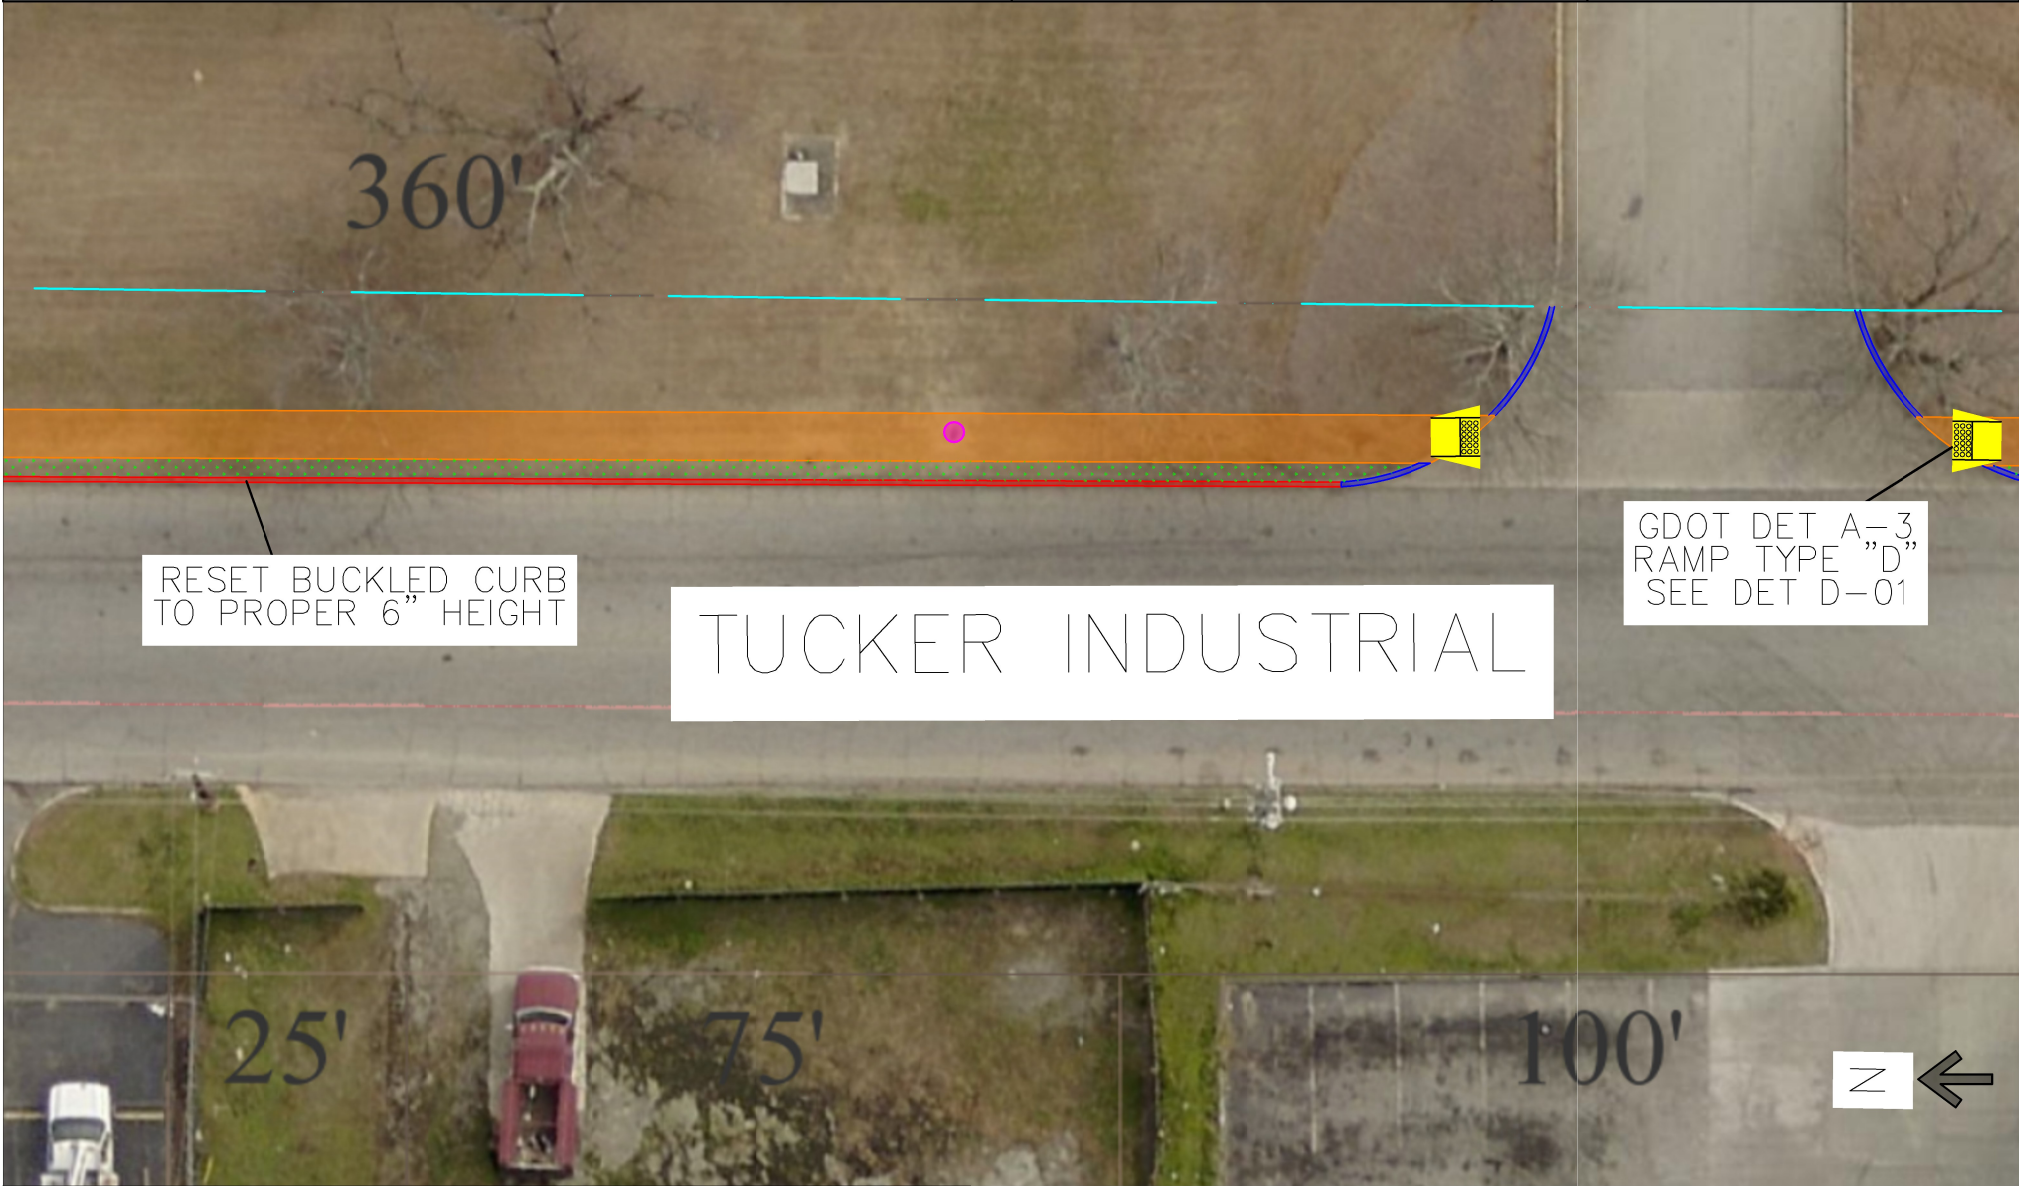 360'
RESET BUCKLED CURB
TO PROPER 6" HEIGHT
TUCKER INDUSTRIAL
GDOT DET A-3
RAMP TYPE "D"
SEE DET D-01
25'
75'
100'
N